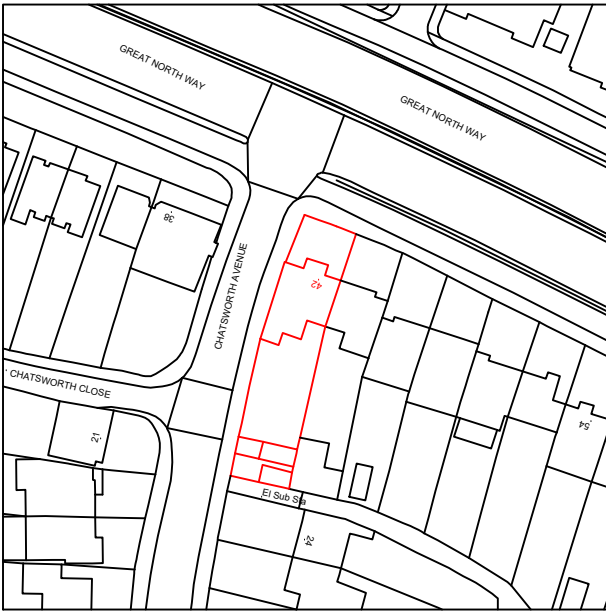 GREAT NORTH WAY
GREAT NORTH WAY
38
CHATSWORTH AVENUE
42
CHATSWORTH CLOSE
21
54
El Sub Sta
24